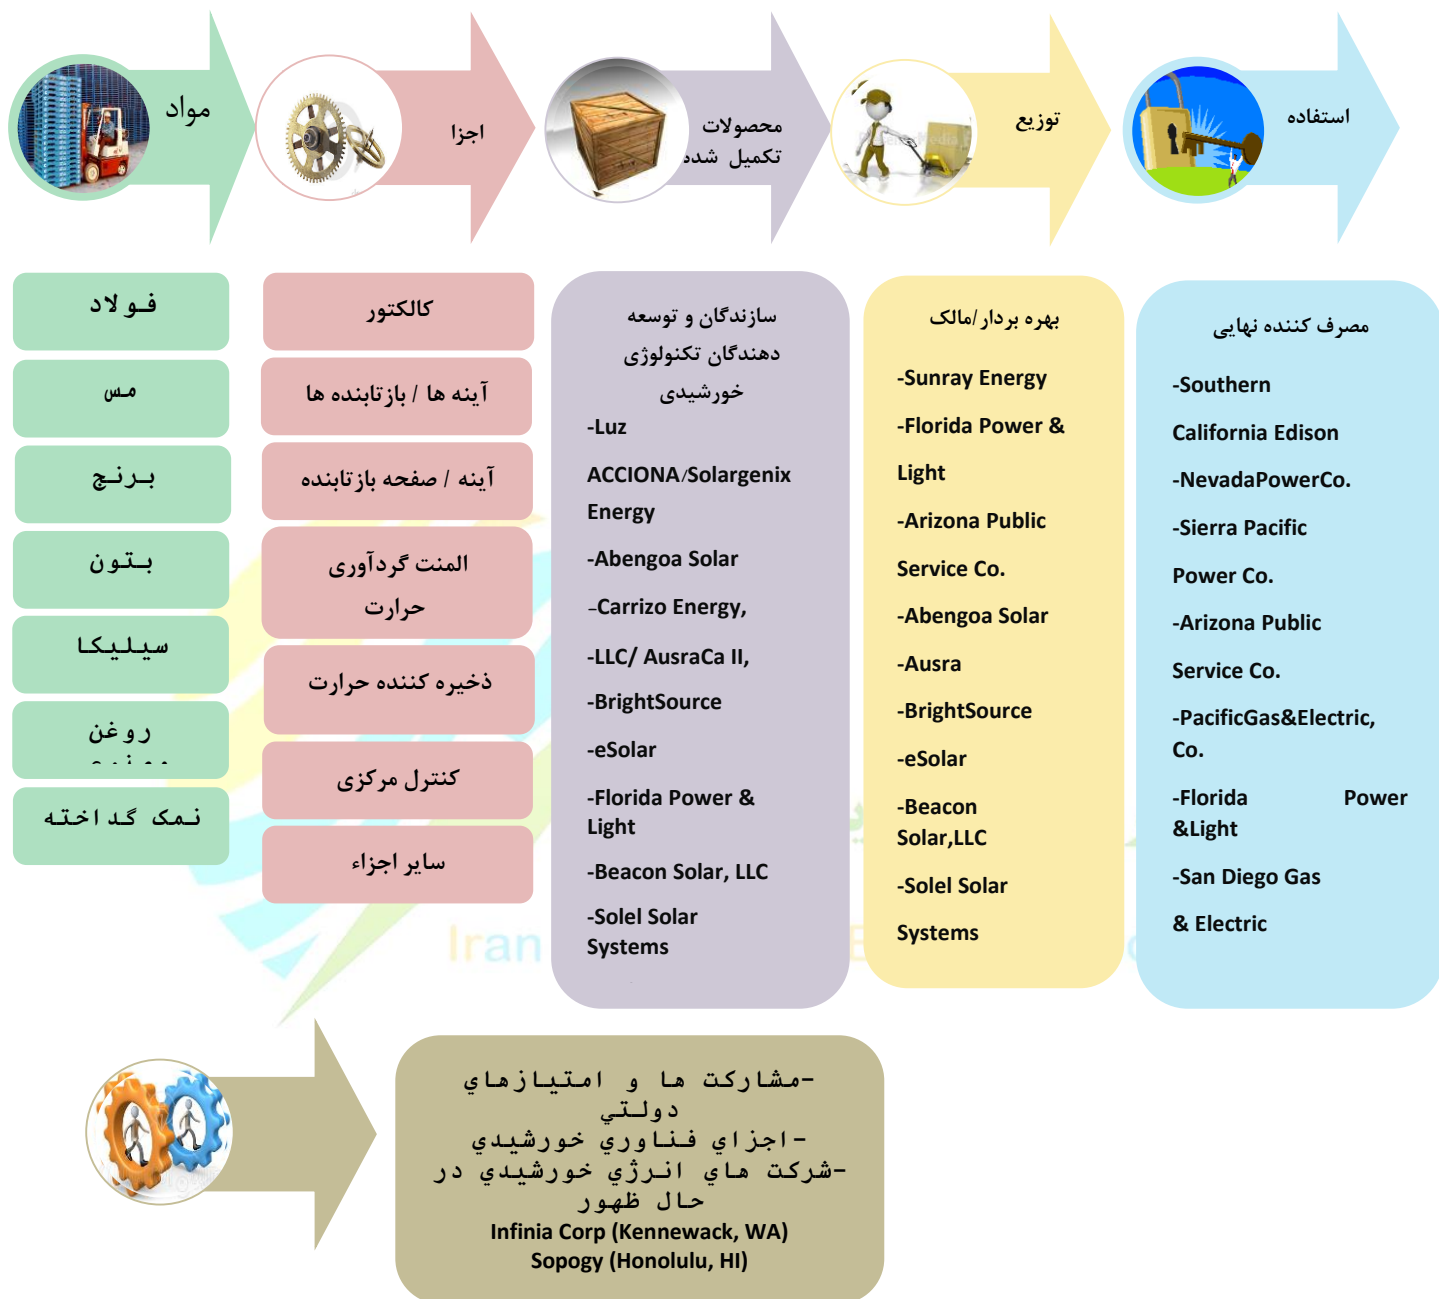 مواد
اجزا
محصولات
تکمیل شده
توزیع
استفاده
فولاد
مس
برنج
بتون
سیلیکا
روغن
نمک گداخته
کالکتور
آینه ها / بازتابنده ها
آینه / صفحه بازتابنده
المنت گردآوری
حرارت
ذخیره کننده حرارت
کنترل مرکزی
سایر اجزاء
سازندگان و توسعه
دهندگان تکنولوژی
خورشیدی
-Luz
ACCIONA/Solargenix
Energy
-Abengoa Solar
-Carrizo Energy,
-LLC/ AusraCa II,
-BrightSource
-eSolar
-Florida Power &
Light
-Beacon Solar, LLC
-Solel Solar
Systems
بهره بردار/مالک
-Sunray Energy
-Florida Power &
Light
-Arizona Public
Service Co.
-Abengoa Solar
-Ausra
-BrightSource
-eSolar
-Beacon
Solar,LLC
-Solel Solar
Systems
مصرف کننده نهایی
-Southern
California Edison
-NevadaPowerCo.
-Sierra Pacific
Power Co.
-Arizona Public
Service Co.
-PacificGas&Electric,
Co.
-Florida Power
&Light
-San Diego Gas
& Electric
Iran
-مشارکت ها و امتيازهاي
دولتي
-اجزاي فناوري خورشيدي
-شرکت هاي انرژي خورشيدي در
حال ظهور
Infinia Corp (Kennewack, WA)
Sopogy (Honolulu, HI)